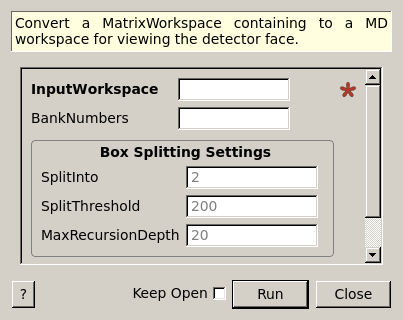 Convert a MatrixWorkspace containing to a MD
workspace for viewing the detector face.
InputWorkspace
*
BankNumbers
Box Splitting Settings
SplitInto 2
SplitThreshold 200
MaxRecursionDepth 20
? Keep Open Run Close